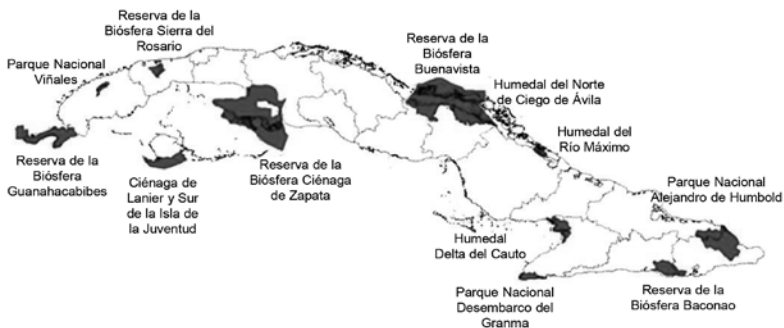 Reserva de la
Biósfera Sierra del
Rosario
Parque Nacional
Viñales
Reserva de la
Biósfera
Guanahacabibes
Ciénaga de
Lanier y Sur
de la Isla de
la Juventud
Reserva de la
Biósfera Ciénaga
de Zapata
Reserva de la
Biósfera
Buenavista
Humedal del Norte
de Ciego de Ávila
Humedal del
Río Máximo
Parque Nacional
Alejandro de Humbold
Humedal
Delta del Cauto
Parque Nacional
Desembarco del
Granma
Reserva de la
Biósfera Baconao